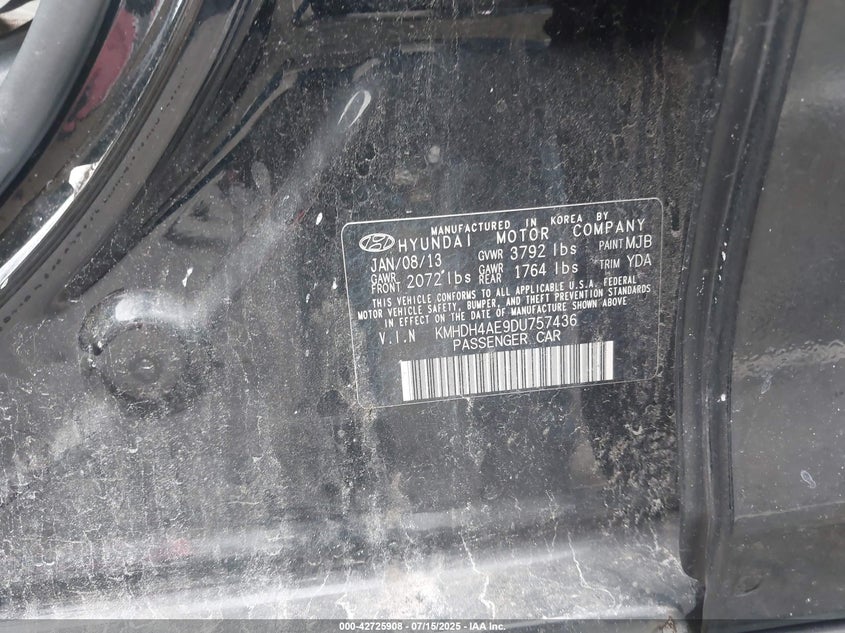 MANUFACTURED IN KOREA BY
HYUNDAI MOTOR COMPANY
JAN/08/13 GVWR 3792 lbs PAINT MJB
GAWR FRONT 2072 lbs GAWR REAR 1764 lbs TRIM YDA
THIS VEHICLE CONFORMS TO ALL APPLICABLE U.S.A. FEDERAL
MOTOR VEHICLE SAFETY, BUMPER, AND THEFT PREVENTION STANDARDS
IN EFFECT ON THE DATE OF MANUFACTURE SHOWN ABOVE
V.I.N KMHDH4AE9DU757436
PASSENGER CAR
000-42725908 - 07/15/2025 - IAA Inc.